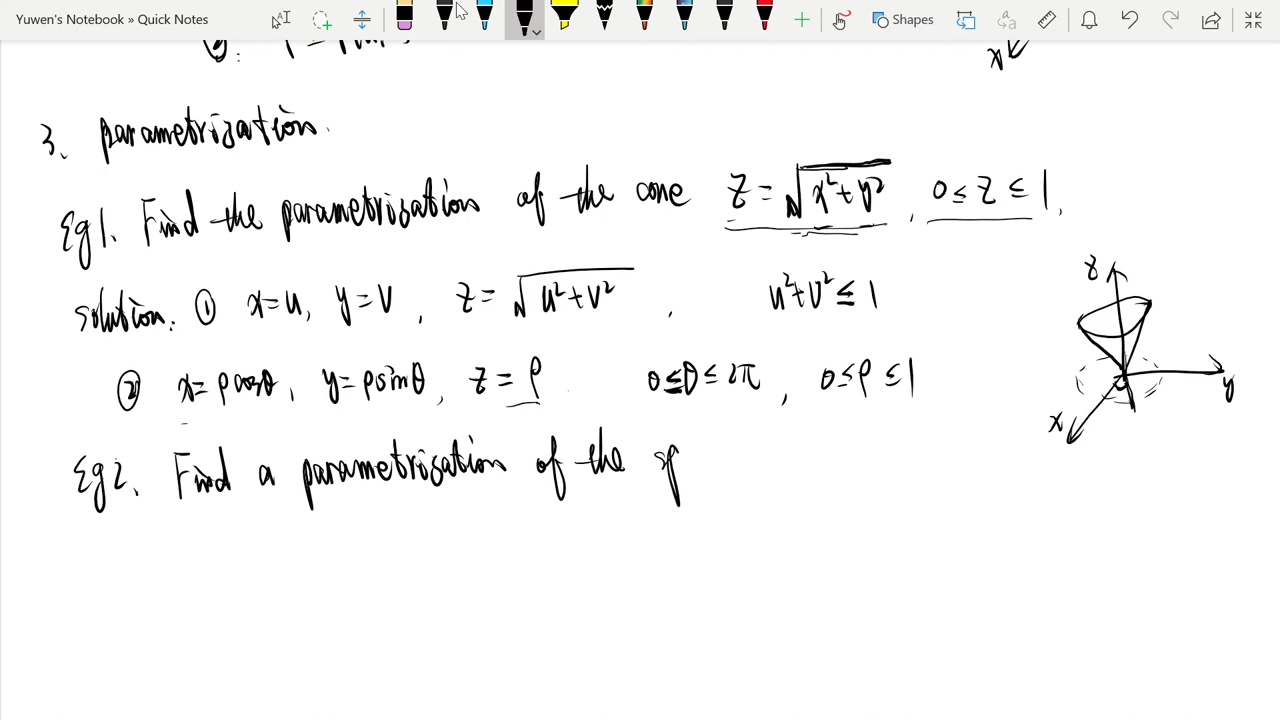 Yuwen's Notebook » Quick Notes
Shapes
x
3. parametrization.
Eg1. Find the parametrization of the cone z = √x²+y², 0 ≤ z ≤ 1,
z
solution. ① x=u, y=v, z = √u²+v², u²+v² ≤ 1
② x=ρcosθ, y=ρsinθ, z = ρ 0≤θ≤2π, 0≤ρ≤1
y
x
Eg2. Find a parametrization of the sp